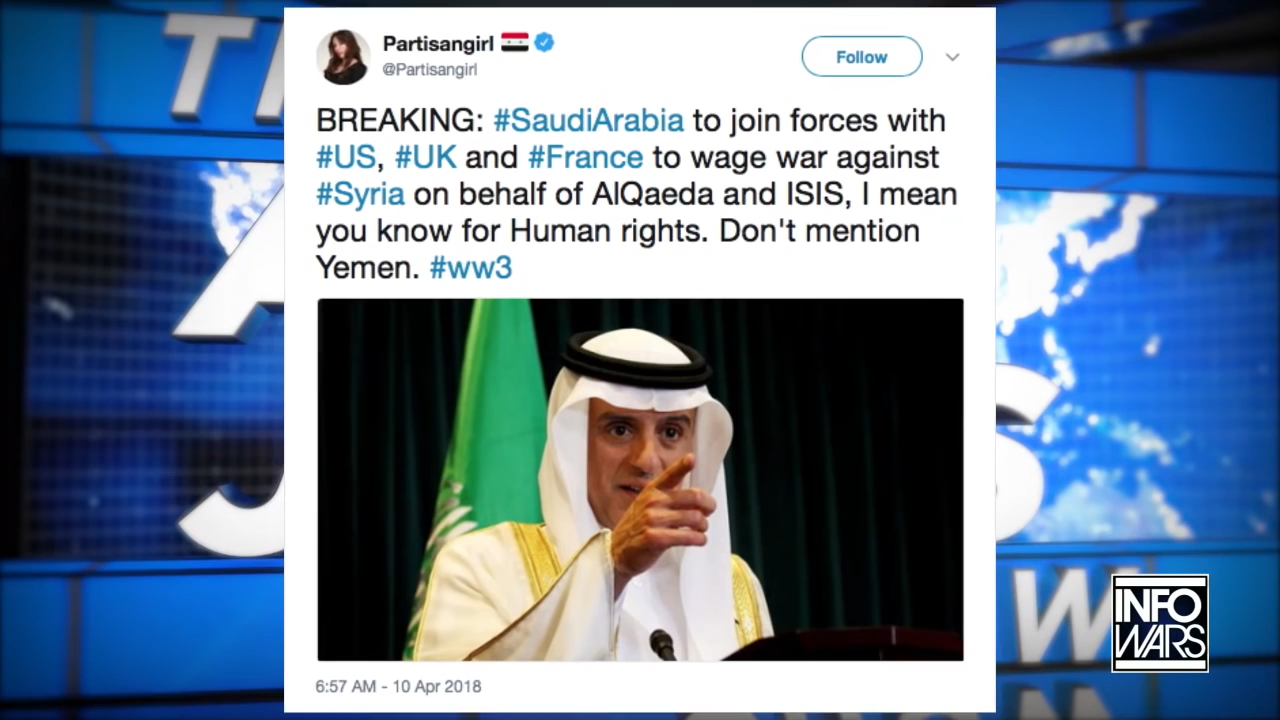 Partisangirl
@Partisangirl
Follow
BREAKING: #SaudiArabia to join forces with
#US, #UK and #France to wage war against
#Syria on behalf of AlQaeda and ISIS, I mean
you know for Human rights. Don't mention
Yemen. #ww3
6:57 AM - 10 Apr 2018
INFO
WARS